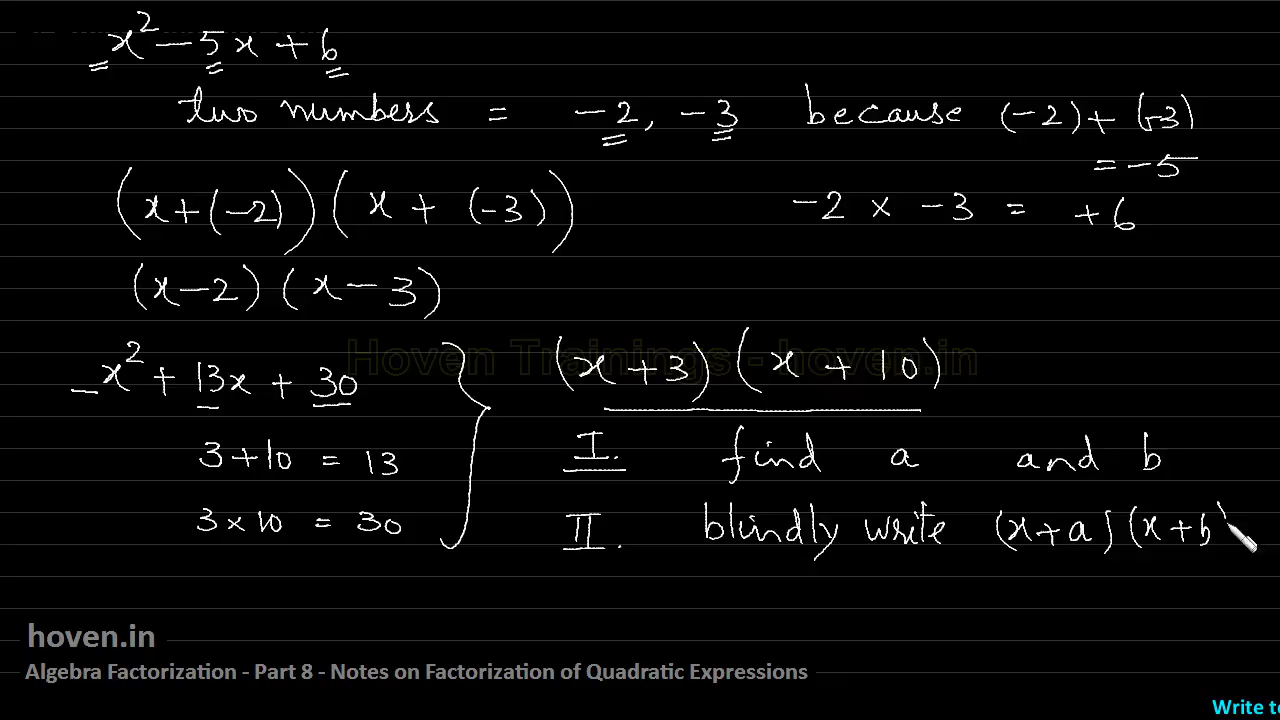 x² − 5x + 6
two numbers = −2, −3 because (−2) + (−3)
= −5
(x + (−2)) (x + (−3)) −2 × −3 = +6
(x − 2) (x − 3)
Hoven Trainings - hoven.in
x² + 13x + 30 (x + 3) (x + 10)
3 + 10 = 13 I. find a and b
3 × 10 = 30 II. blindly write (x + a) (x + b)
hoven.in
Algebra Factorization - Part 8 - Notes on Factorization of Quadratic Expressions
Write